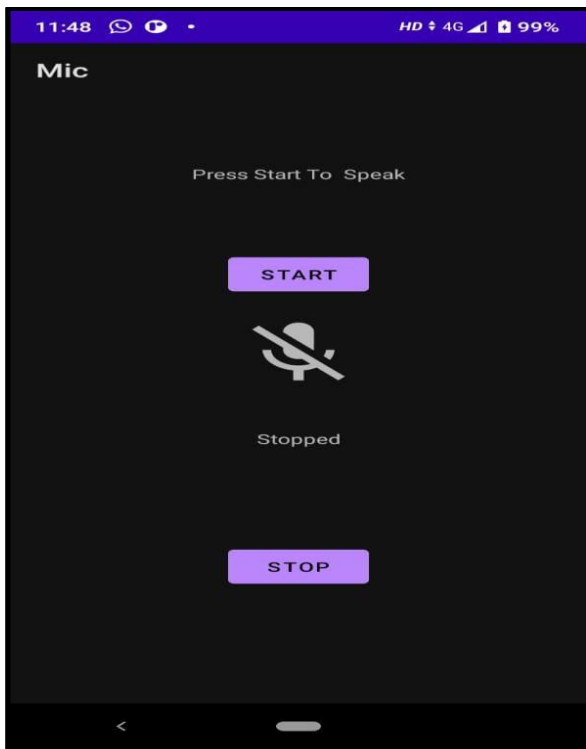 11:48 HD 4G 99%
Mic
Press Start To Speak
START
Stopped
STOP